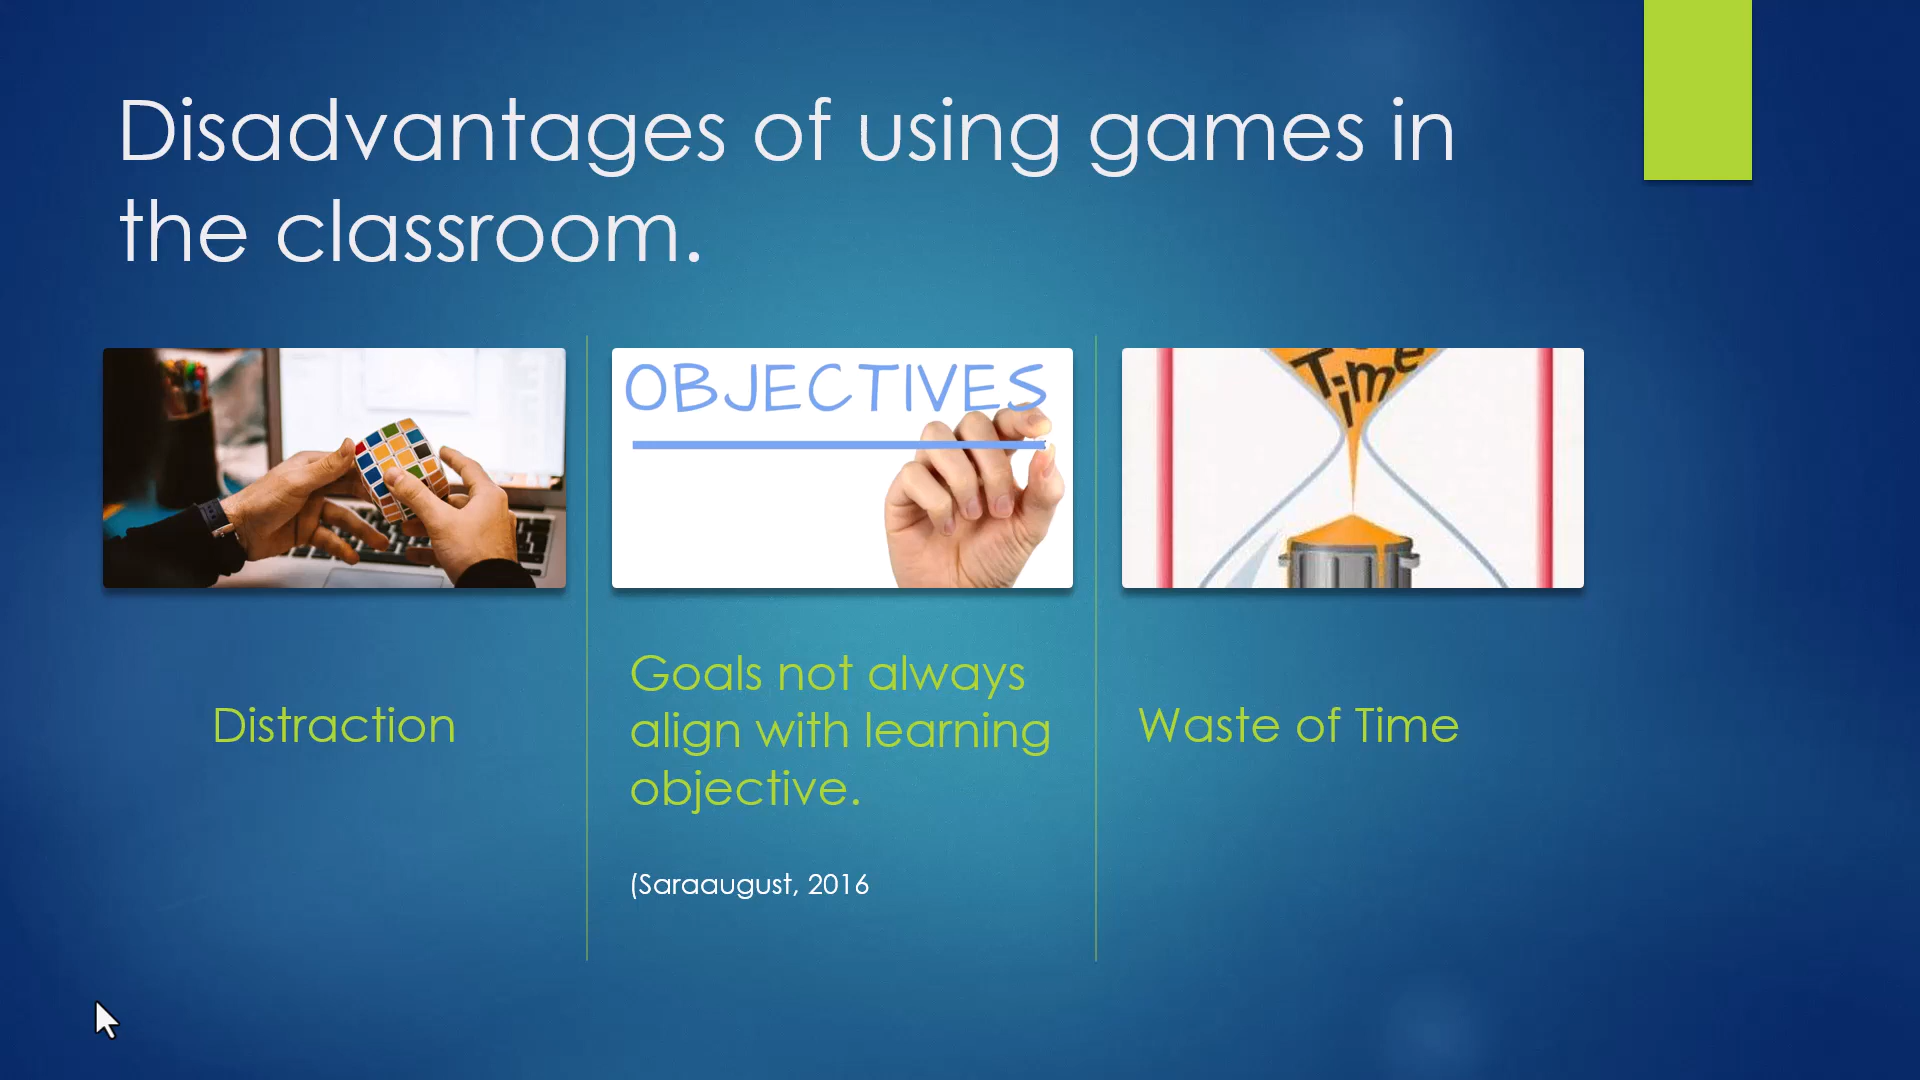 Disadvantages of using games in
the classroom.
OBJECTIVES
Time
Distraction
Goals not always
align with learning
objective.
(Saraaugust, 2016
Waste of Time